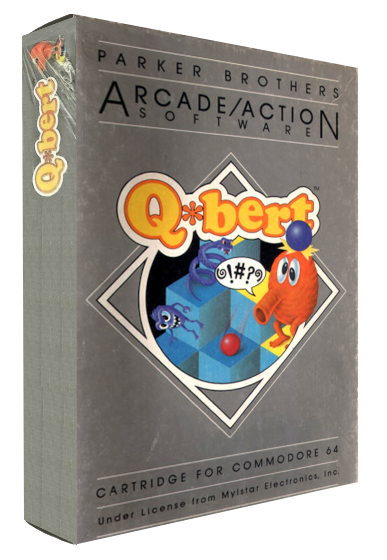 Q*bert
PARKER BROTHERS
ARCADE/ACTION
SOFTWARE
Q*bert
TM
@!#?@
CARTRIDGE FOR COMMODORE 64
Under License from Mylstar Electronics, Inc.